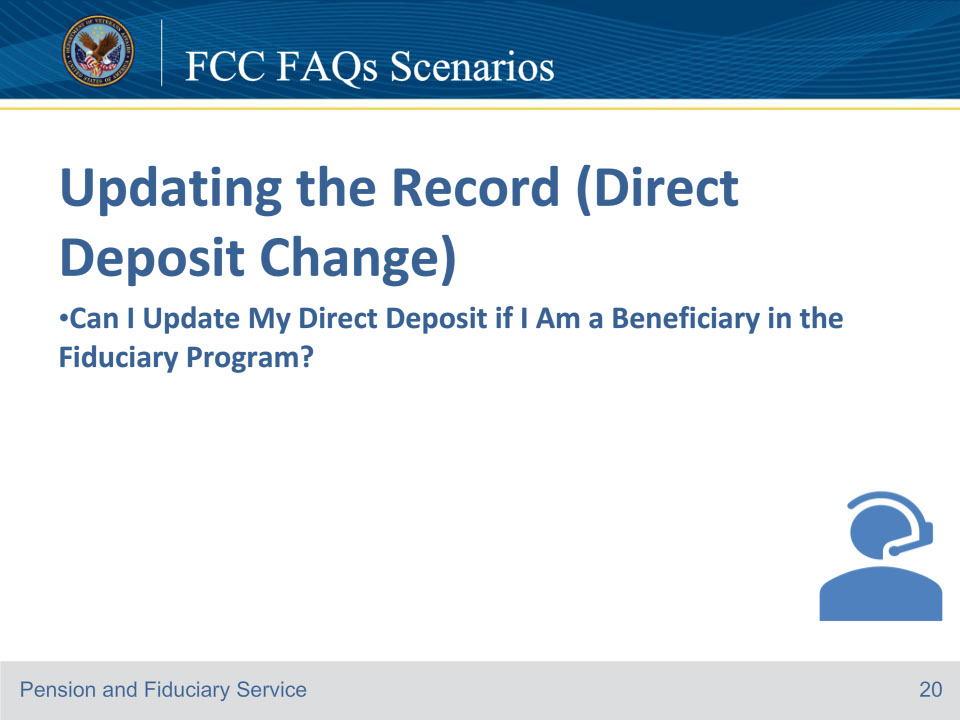 FCC FAQs Scenarios
Updating the Record (Direct
Deposit Change)
•Can I Update My Direct Deposit if I Am a Beneficiary in the
Fiduciary Program?
Pension and Fiduciary Service
20